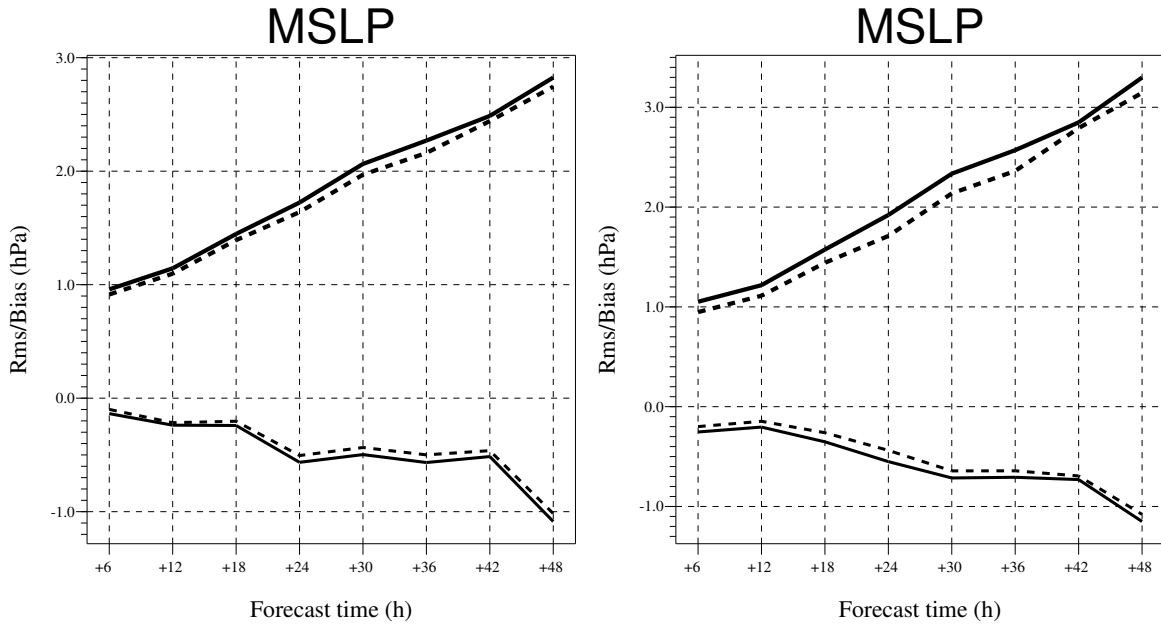 MSLP
3.0
2.0
1.0
0.0
-1.0
Rms/Bias (hPa)
+6 +12 +18 +24 +30 +36 +42 +48
Forecast time (h)
MSLP
3.0
2.0
1.0
0.0
-1.0
Rms/Bias (hPa)
+6 +12 +18 +24 +30 +36 +42 +48
Forecast time (h)